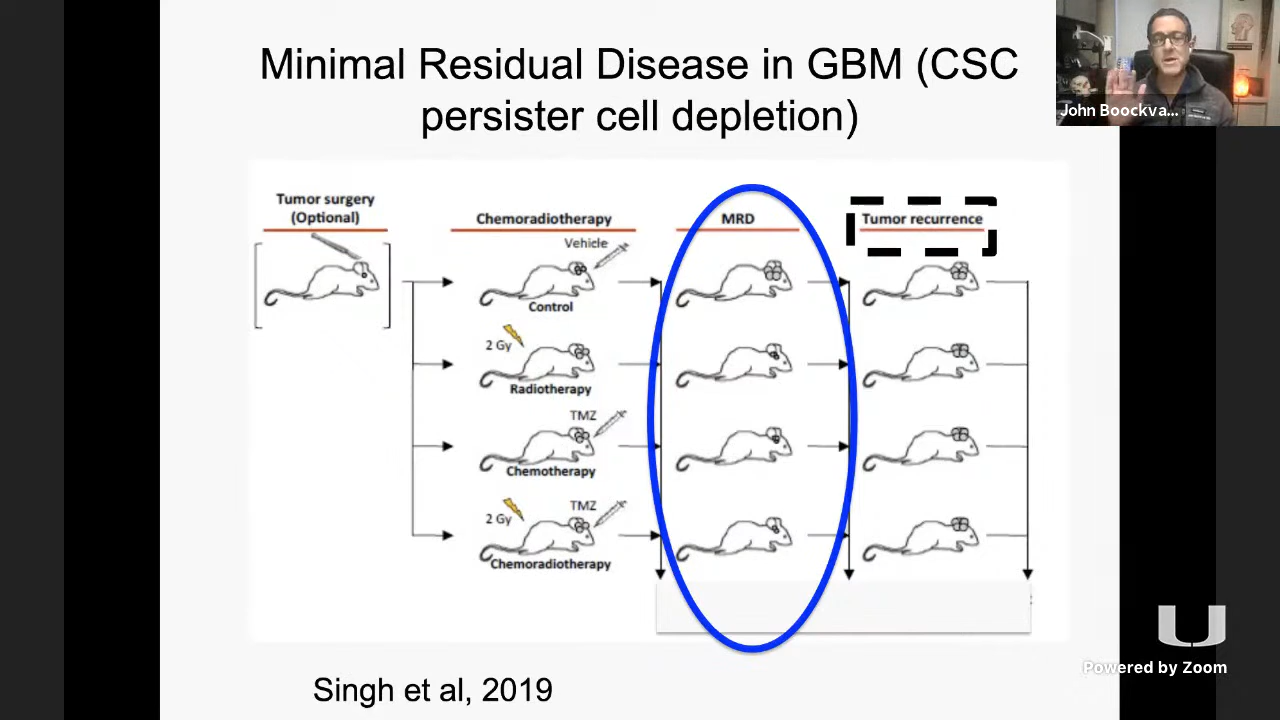 Minimal Residual Disease in GBM (CSC
persister cell depletion)
John Boockva...
Tumor surgery
(Optional)
Chemoradiotherapy
MRD
Tumor recurrence
Vehicle
Control
2 Gy
Radiotherapy
TMZ
Chemotherapy
2 Gy
TMZ
Chemoradiotherapy
Singh et al, 2019
U
Powered by Zoom